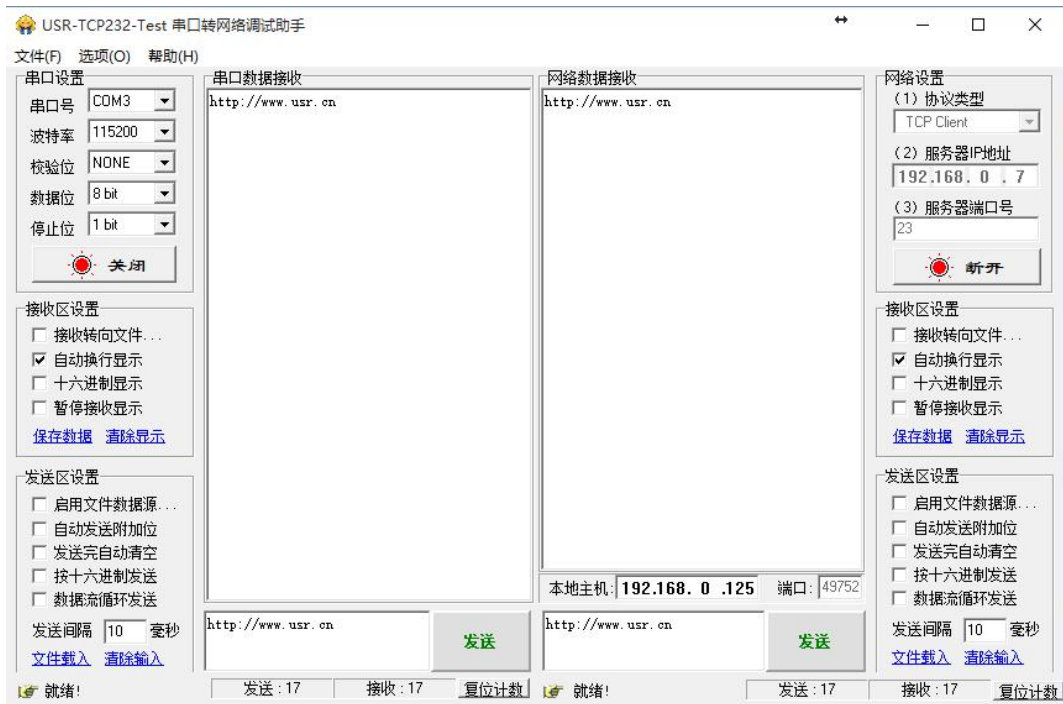 USR-TCP232-Test 串口转网络调试助手
文件(F) 选项(O) 帮助(H)
串口设置
串口号 COM3
波特率 115200
校验位 NONE
数据位 8 bit
停止位 1 bit
关闭
接收区设置
接收转向文件...
自动换行显示
十六进制显示
暂停接收显示
保存数据 清除显示
发送区设置
启用文件数据源...
自动发送附加位
发送完自动清空
按十六进制发送
数据流循环发送
发送间隔 10 毫秒
文件载入 清除输入
串口数据接收
http://www.usr.cn
http://www.usr.cn
发送
网络数据接收
http://www.usr.cn
本地主机: 192.168. 0 .125 端口: 49752
http://www.usr.cn
发送
网络设置
(1) 协议类型
TCP Client
(2) 服务器IP地址
192.168. 0 . 7
(3) 服务器端口号
23
断开
接收区设置
接收转向文件...
自动换行显示
十六进制显示
暂停接收显示
保存数据 清除显示
发送区设置
启用文件数据源...
自动发送附加位
发送完自动清空
按十六进制发送
数据流循环发送
发送间隔 10 毫秒
文件载入 清除输入
就绪! 发送:17 接收:17 复位计数
就绪! 发送:17 接收:17 复位计数